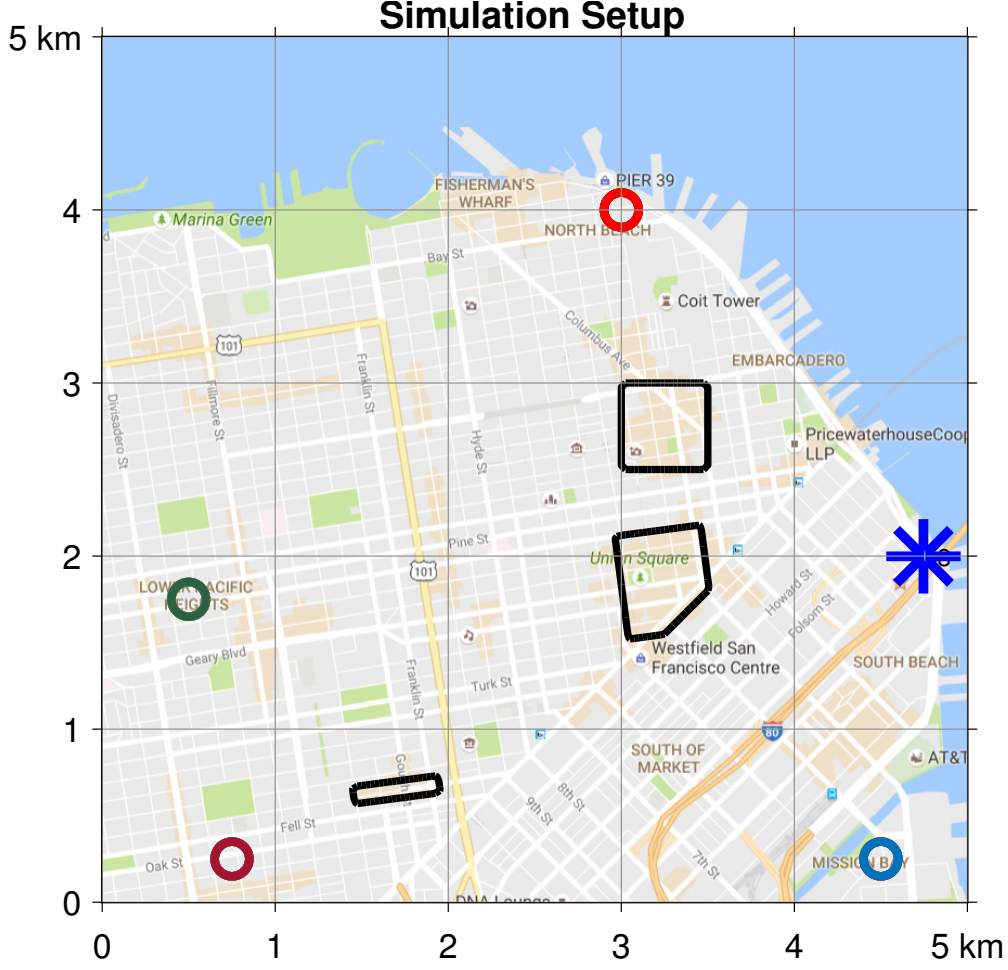 Simulation Setup
5 km
PIER 39
FISHERMAN'S
WHARF
Marina Green
NORTH BEACH
Bay St
Coit Tower
Columbus Ave
101
EMBARCADERO
Franklin St
Fillmore St
Divisadero St
Hyde St
PricewaterhouseCoop
LLP
Pine St
Union Square
101
LOWER PACIFIC
HEIGHTS
Howard St
Folsom St
Geary Blvd
Westfield San
Francisco Centre
SOUTH BEACH
Franklin St
Turk St
80
SOUTH OF
MARKET
AT&T
Gough St
8th St
9th St
Fell St
Oak St
7th St
MISSION BAY
DNA Lounge
4
3
2
1
0
0 1 2 3 4 5 km